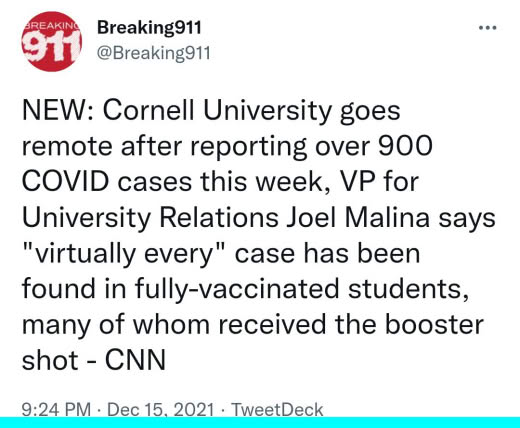 BREAKING
911
Breaking911
@Breaking911
NEW: Cornell University goes
remote after reporting over 900
COVID cases this week, VP for
University Relations Joel Malina says
"virtually every" case has been
found in fully-vaccinated students,
many of whom received the booster
shot - CNN
9:24 PM · Dec 15, 2021 · TweetDeck